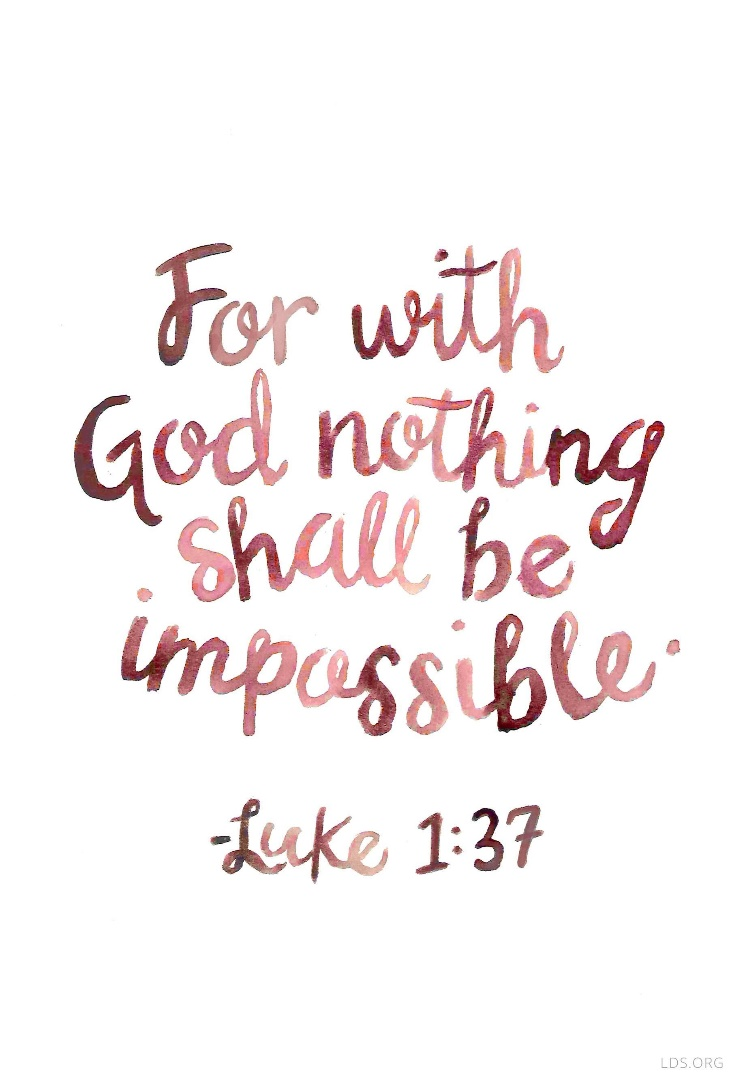 For with
God nothing
shall be
impossible.
-Luke 1:37
LDS.ORG